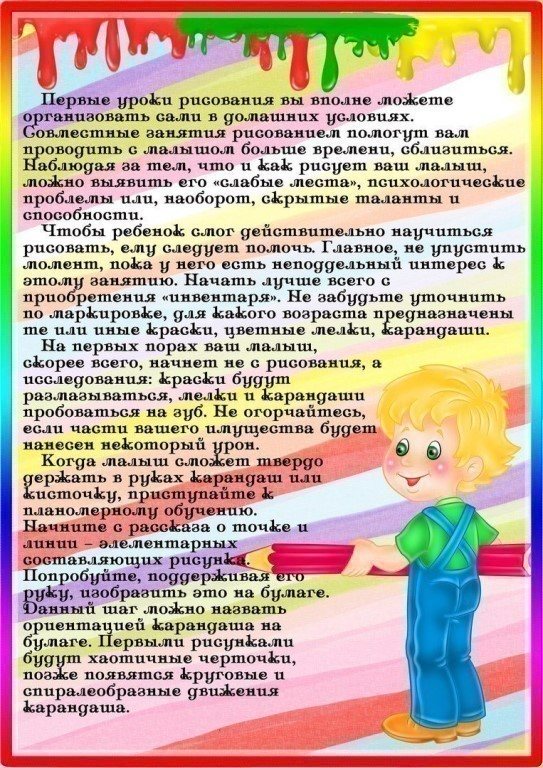 Первые уроки рисования вы вполне можете
организовать сами в домашних условиях.
Совместные занятия рисованием помогут вам
проводить с малышом больше времени, сблизиться.
Наблюдая за тем, что и как рисует ваш малыш,
можно выявить его «слабые места», психологические
проблемы или, наоборот, скрытые таланты и
способности.
Чтобы ребенок смог действительно научиться
рисовать, ему следует помочь. Главное, не упустить
момент, пока у него есть неподдельный интерес к
этому занятию. Начать лучше всего с
приобретения «инвентаря». Не забудьте уточнить
по маркировке, для какого возраста предназначены
те или иные краски, цветные мелки, карандаши.
На первых порах ваш малыш,
скорее всего, начнет не с рисования, а
исследования: краски будут
размазываться, мелки и карандаши
пробоваться на зуб. Не огорчайтесь,
если части вашего имущества будет
нанесен некоторый урон.
Когда малыш сможет твердо
держать в руках карандаш или
кисточку, приступайте к
планомерному обучению.
Начните с рассказа о точке и
линии – элементарных
составляющих рисунка.
Попробуйте, поддерживая его
руку, изобразить это на бумаге.
Данный шаг можно назвать
ориентацией карандаша на
бумаге. Первыми рисунками
будут хаотичные черточки,
позже появятся круговые и
спиралеобразные движения
карандаша.